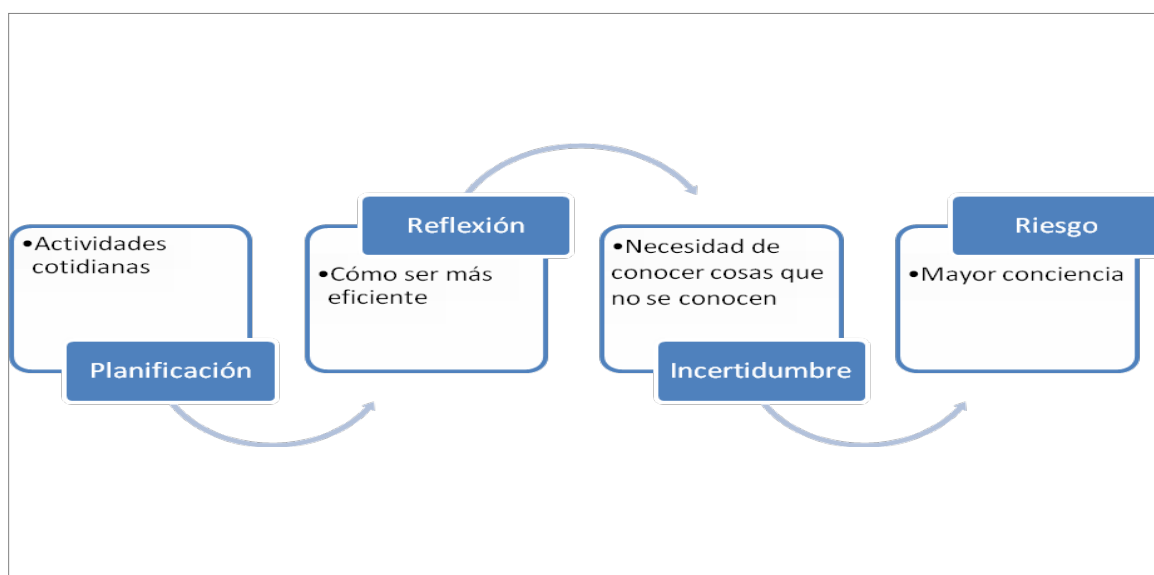 •Actividades
cotidianas
Planificación
Reflexión
•Cómo ser más
eficiente
•Necesidad de
conocer cosas que
no se conocen
Incertidumbre
Riesgo
•Mayor conciencia